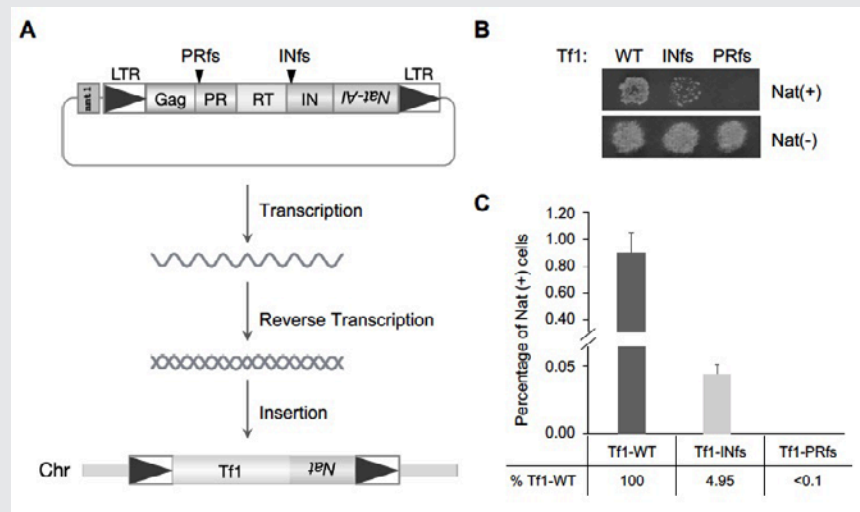 A
PRfs INfs
LTR LTR
nmt1 Gag PR RT IN Nat-AI
Transcription
Reverse Transcription
Insertion
Chr Tf1 Nat
B
Tf1: WT INfs PRfs
Nat(+)
Nat(-)
C
Percentage of Nat (+) cells
1.20
1.00
0.80
0.60
0.40
0.05
0.00
Tf1-WT Tf1-INfs Tf1-PRfs
% Tf1-WT 100 4.95 <0.1